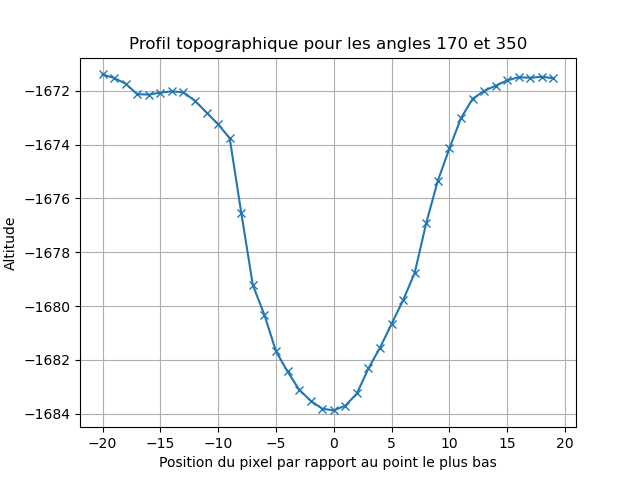 Profil topographique pour les angles 170 et 350
−1672
−1674
−1676
−1678
−1680
−1682
−1684
Altitude
−20 −15 −10 −5 0 5 10 15 20
Position du pixel par rapport au point le plus bas